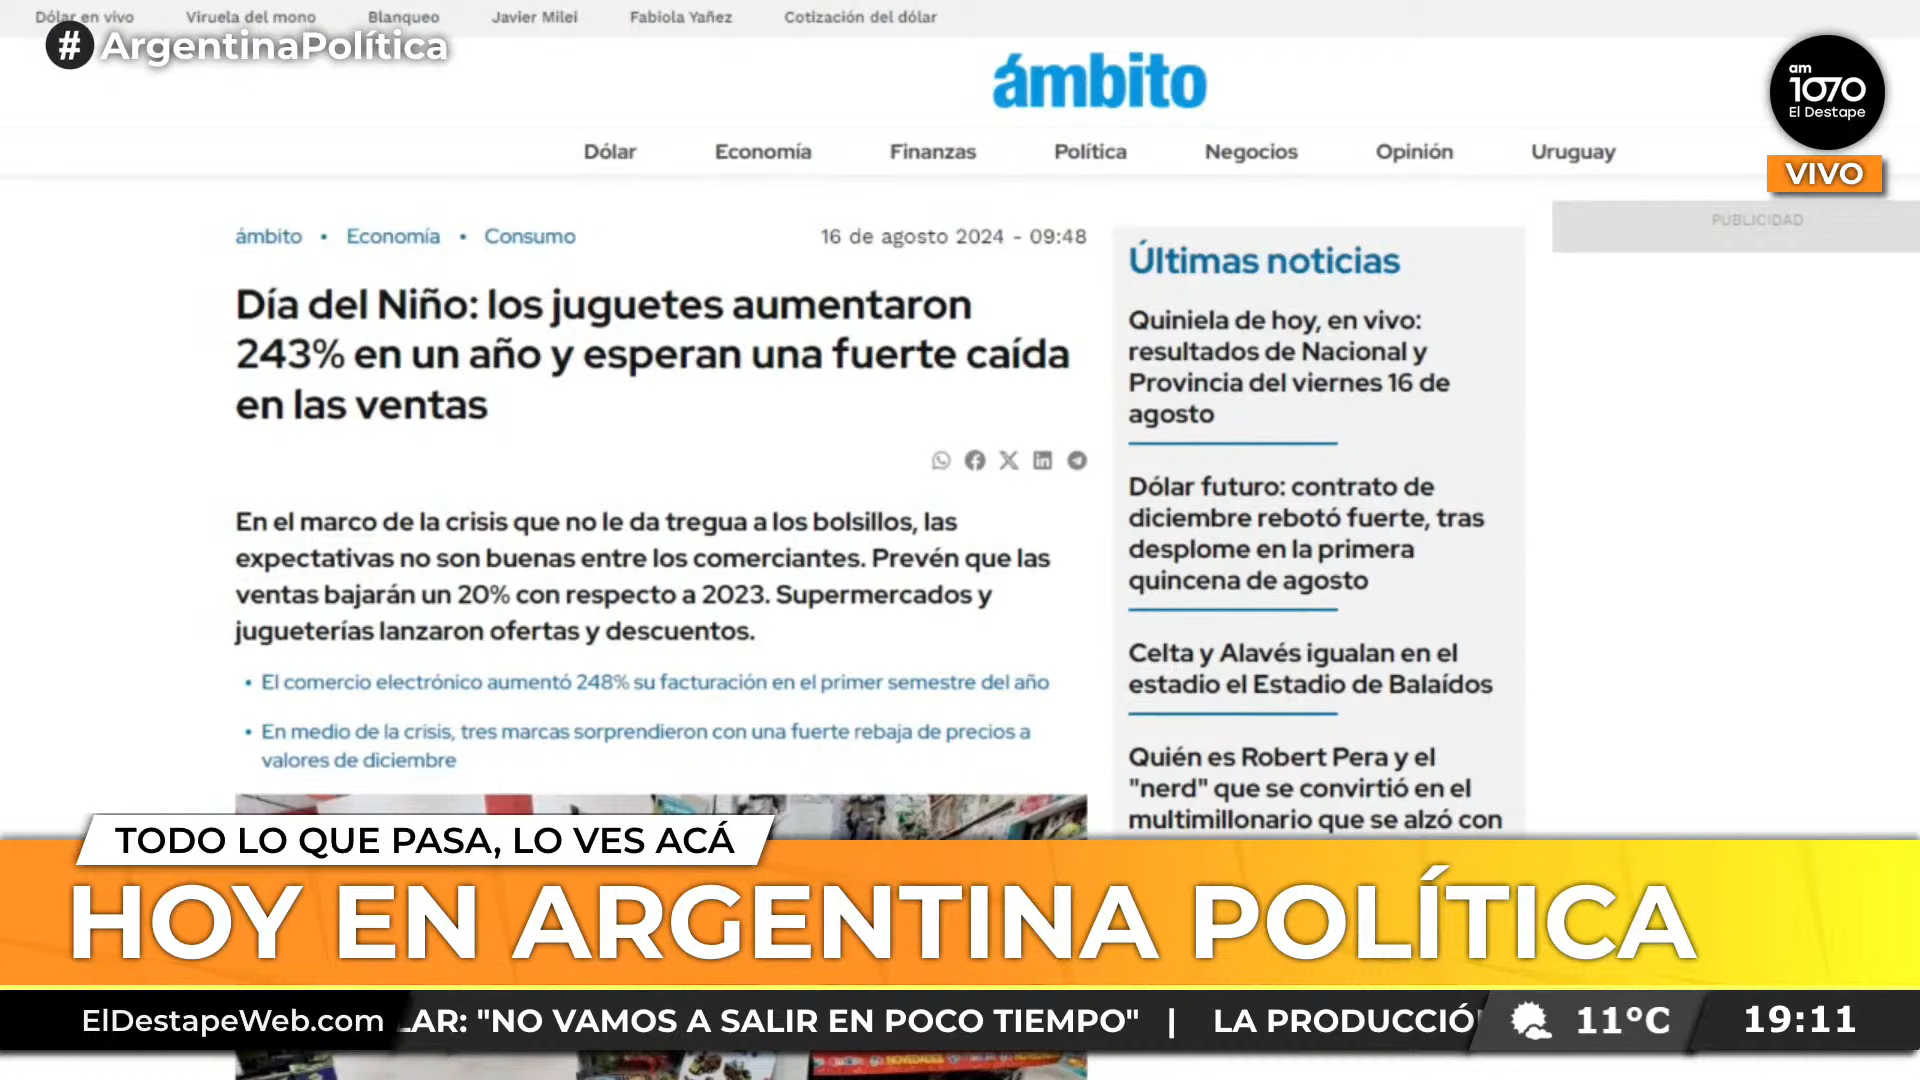 Dólar en vivo Viruela del mono Blanqueo Javier Milei Fabiola Yañez Cotización del dólar
# ArgentinaPolítica
ámbito
am
1070
El Destape
VIVO
Dólar Economía Finanzas Política Negocios Opinión Uruguay
PUBLICIDAD
ámbito • Economía • Consumo 16 de agosto 2024 - 09:48
Día del Niño: los juguetes aumentaron
243% en un año y esperan una fuerte caída
en las ventas
En el marco de la crisis que no le da tregua a los bolsillos, las
expectativas no son buenas entre los comerciantes. Prevén que las
ventas bajarán un 20% con respecto a 2023. Supermercados y
jugueterías lanzaron ofertas y descuentos.
• El comercio electrónico aumentó 248% su facturación en el primer semestre del año
• En medio de la crisis, tres marcas sorprendieron con una fuerte rebaja de precios a
valores de diciembre
Últimas noticias
Quiniela de hoy, en vivo:
resultados de Nacional y
Provincia del viernes 16 de
agosto
Dólar futuro: contrato de
diciembre rebotó fuerte, tras
desplome en la primera
quincena de agosto
Celta y Alavés igualan en el
estadio el Estadio de Balaídos
Quién es Robert Pera y el
"nerd" que se convirtió en el
multimillonario que se alzó con
TODO LO QUE PASA, LO VES ACÁ
HOY EN ARGENTINA POLÍTICA
ElDestapeWeb.com LAR: "NO VAMOS A SALIR EN POCO TIEMPO" | LA PRODUCCIÓ 11°C 19:11
NOVEDADES